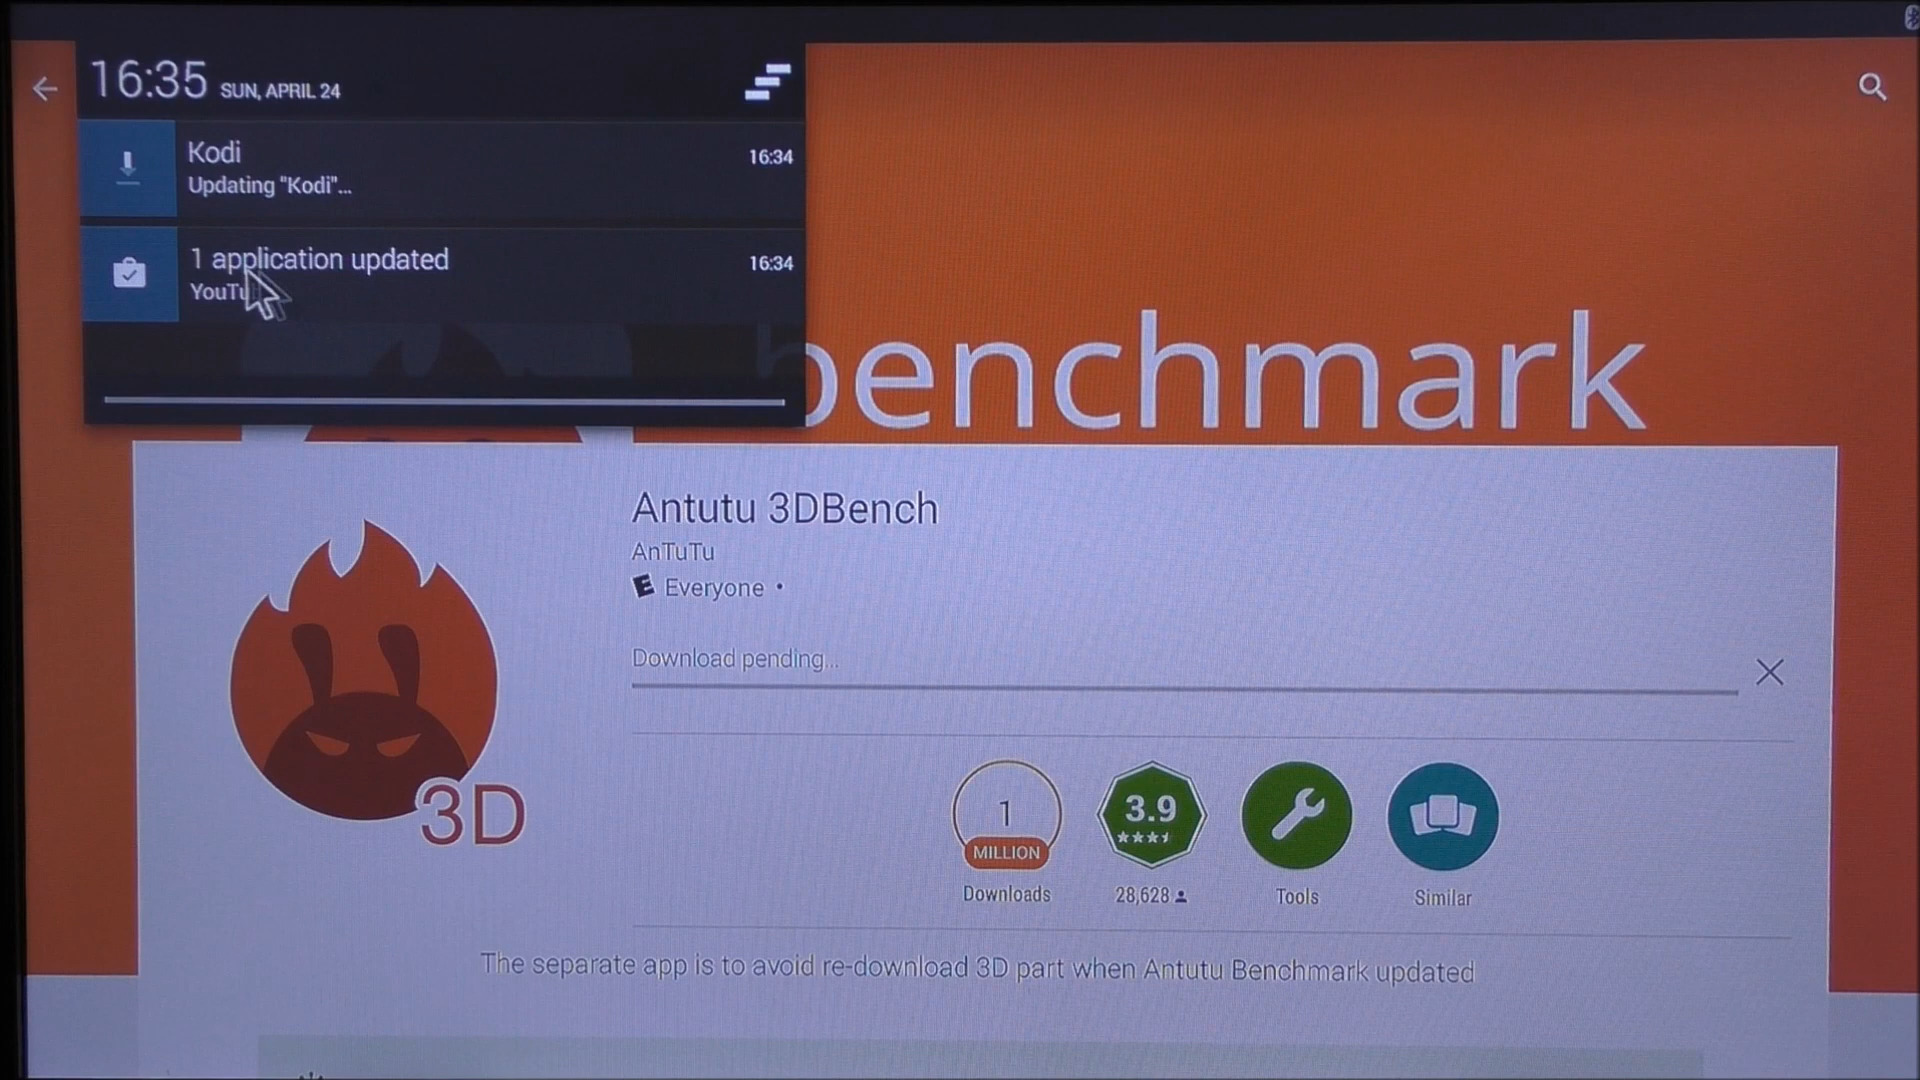 16:35 SUN, APRIL 24
Kodi 16:34
Updating "Kodi"...
1 application updated 16:34
benchmark
Antutu 3DBench
AnTuTu
E Everyone •
Download pending...
3D
1
MILLION
Downloads
3.9
28,628
Tools
Similar
The separate app is to avoid re-download 3D part when Antutu Benchmark updated